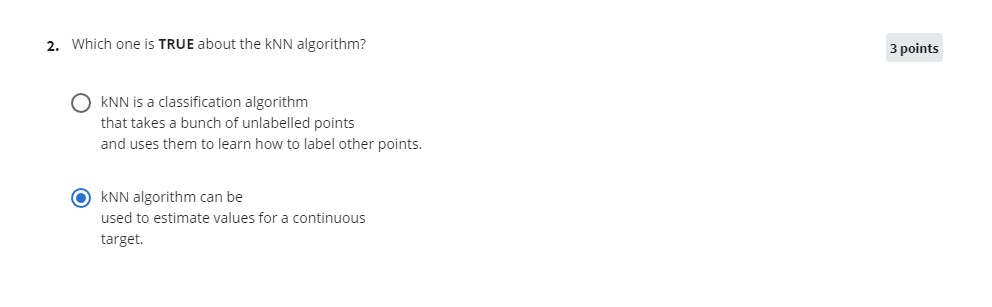 2. Which one is TRUE about the kNN algorithm?
3 points
kNN is a classification algorithm
that takes a bunch of unlabelled points
and uses them to learn how to label other points.
kNN algorithm can be
used to estimate values for a continuous
target.